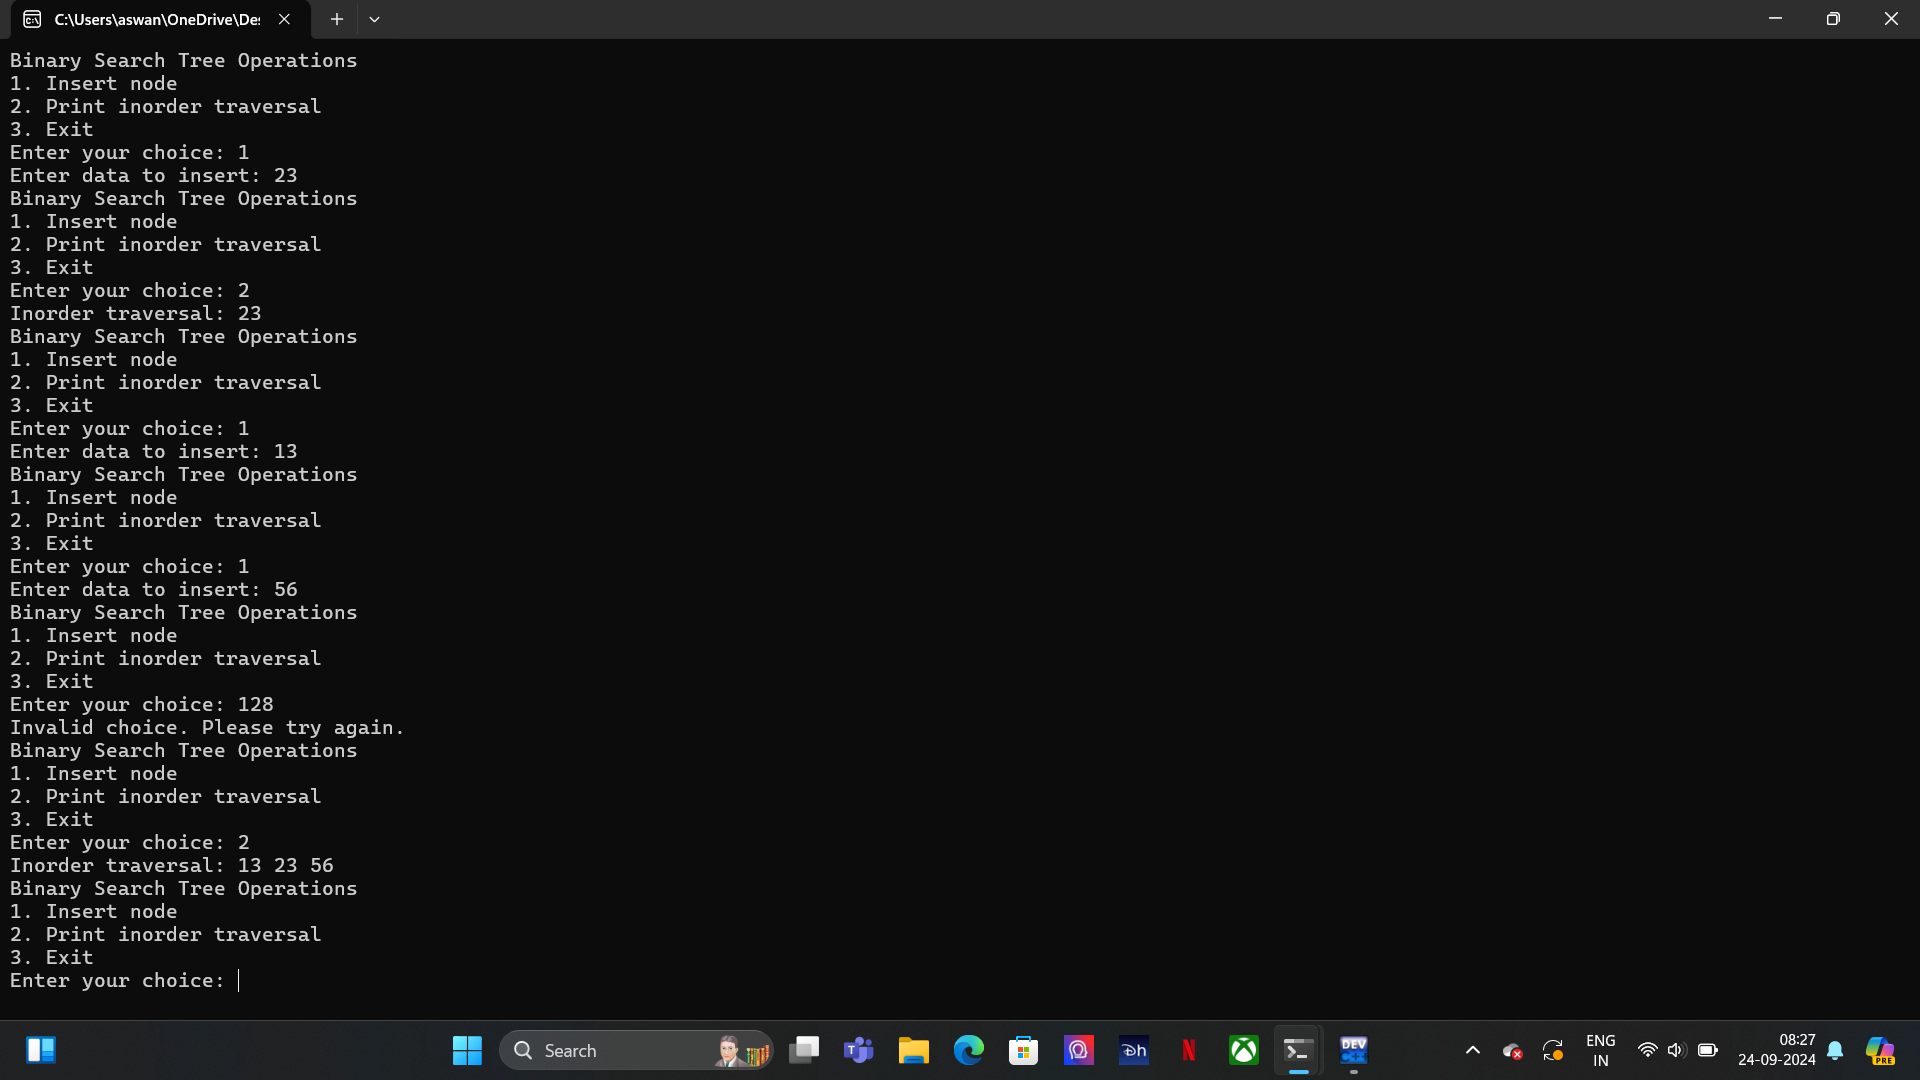 C:\Users\aswan\OneDrive\Des
Binary Search Tree Operations
1. Insert node
2. Print inorder traversal
3. Exit
Enter your choice: 1
Enter data to insert: 23
Binary Search Tree Operations
1. Insert node
2. Print inorder traversal
3. Exit
Enter your choice: 2
Inorder traversal: 23
Binary Search Tree Operations
1. Insert node
2. Print inorder traversal
3. Exit
Enter your choice: 1
Enter data to insert: 13
Binary Search Tree Operations
1. Insert node
2. Print inorder traversal
3. Exit
Enter your choice: 1
Enter data to insert: 56
Binary Search Tree Operations
1. Insert node
2. Print inorder traversal
3. Exit
Enter your choice: 128
Invalid choice. Please try again.
Binary Search Tree Operations
1. Insert node
2. Print inorder traversal
3. Exit
Enter your choice: 2
Inorder traversal: 13 23 56
Binary Search Tree Operations
1. Insert node
2. Print inorder traversal
3. Exit
Enter your choice:
Search
T
Dh
N
DEV
C++
ENG
IN
08:27
24-09-2024
PRE